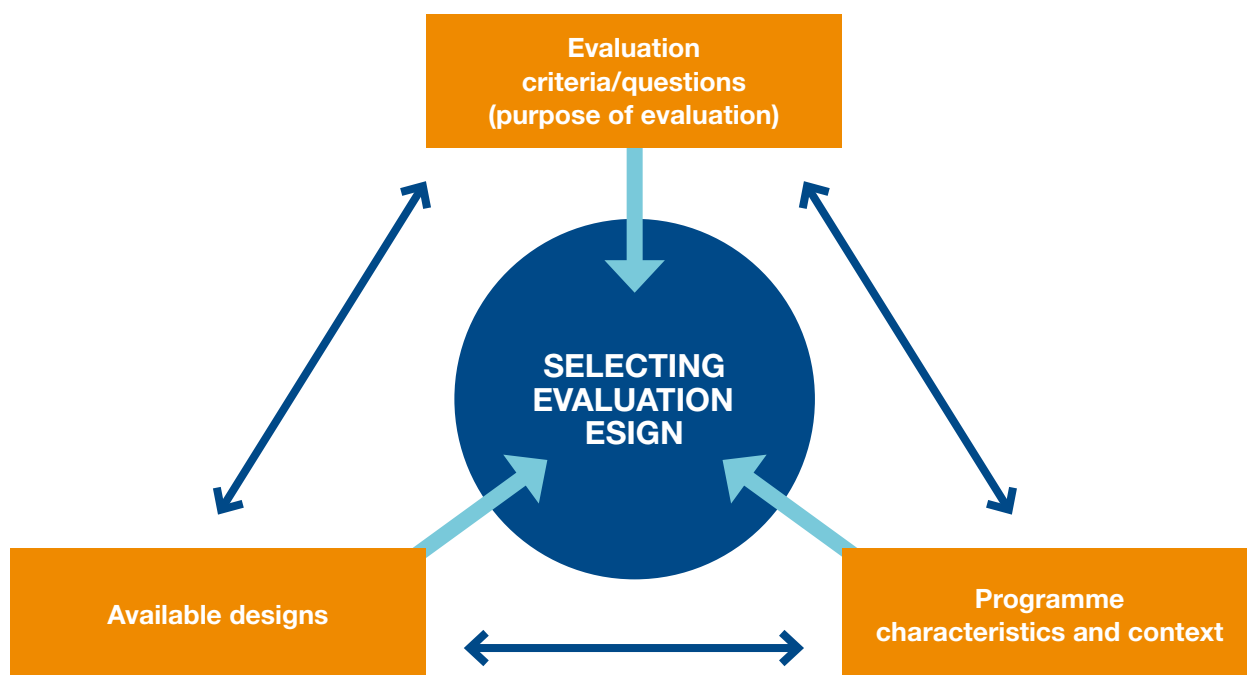 Evaluation
criteria/questions
(purpose of evaluation)
SELECTING
EVALUATION
ESIGN
Available designs
Programme
characteristics and context